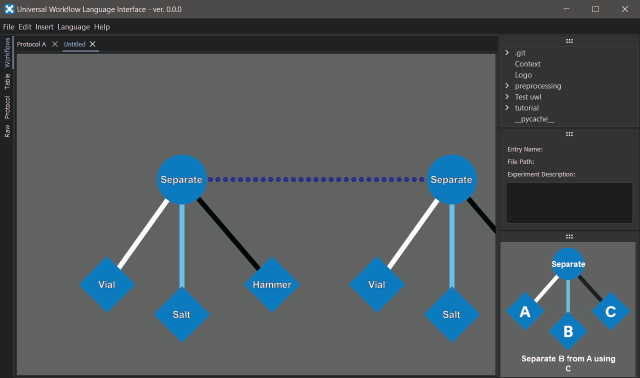 Universal Workflow Language Interface - ver. 0.0.0
File Edit Insert Language Help
Workflows
Table
Protocol
Raw
Protocol A
Untitled
Separate
Separate
Vial
Salt
Hammer
Vial
Salt
.git
Context
Logo
preprocessing
Test uwl
tutorial
__pycache__
Entry Name:
File Path:
Experiment Description:
Separate
A
B
C
Separate B from A using
C